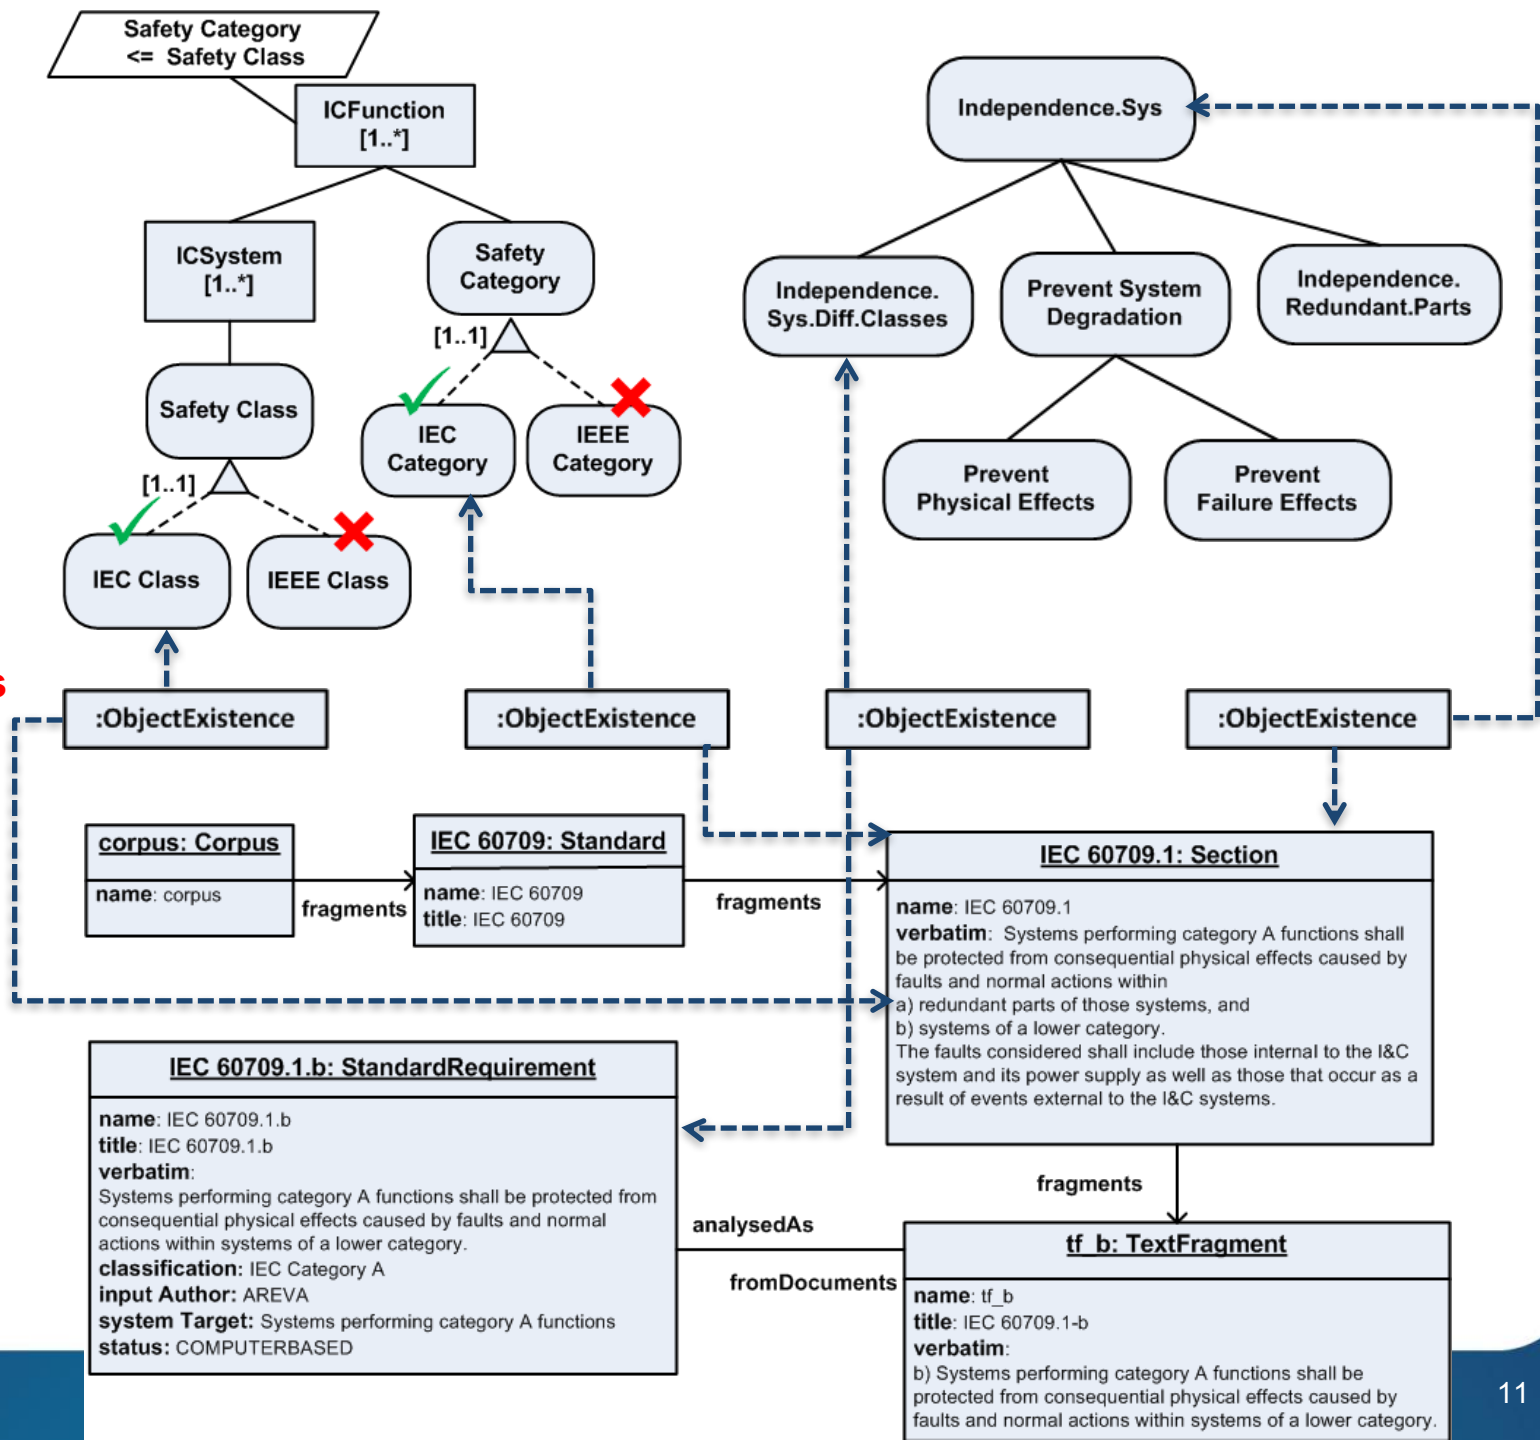 Safety Category
<= Safety Class
ICFunction
[1..*]
ICSystem
[1..*]
Safety
Category
[1..1]
Safety Class
IEC
Category
IEEE
Category
[1..1]
IEC Class
IEEE Class
Independence.Sys
Independence.
Sys.Diff.Classes
Prevent System
Degradation
Independence.
Redundant.Parts
Prevent
Physical Effects
Prevent
Failure Effects
s
:ObjectExistence
:ObjectExistence
:ObjectExistence
:ObjectExistence
corpus: Corpus
name: corpus
fragments
IEC 60709: Standard
name: IEC 60709
title: IEC 60709
fragments
IEC 60709.1: Section
name: IEC 60709.1
verbatim: Systems performing category A functions shall
be protected from consequential physical effects caused by
faults and normal actions within
a) redundant parts of those systems, and
b) systems of a lower category.
The faults considered shall include those internal to the I&C
system and its power supply as well as those that occur as a
result of events external to the I&C systems.
IEC 60709.1.b: StandardRequirement
name: IEC 60709.1.b
title: IEC 60709.1.b
verbatim:
Systems performing category A functions shall be protected from
consequential physical effects caused by faults and normal
actions within systems of a lower category.
classification: IEC Category A
input Author: AREVA
system Target: Systems performing category A functions
status: COMPUTERBASED
fragments
analysedAs
fromDocuments
tf_b: TextFragment
name: tf_b
title: IEC 60709.1-b
verbatim:
b) Systems performing category A functions shall be
protected from consequential physical effects caused by
faults and normal actions within systems of a lower category.
11